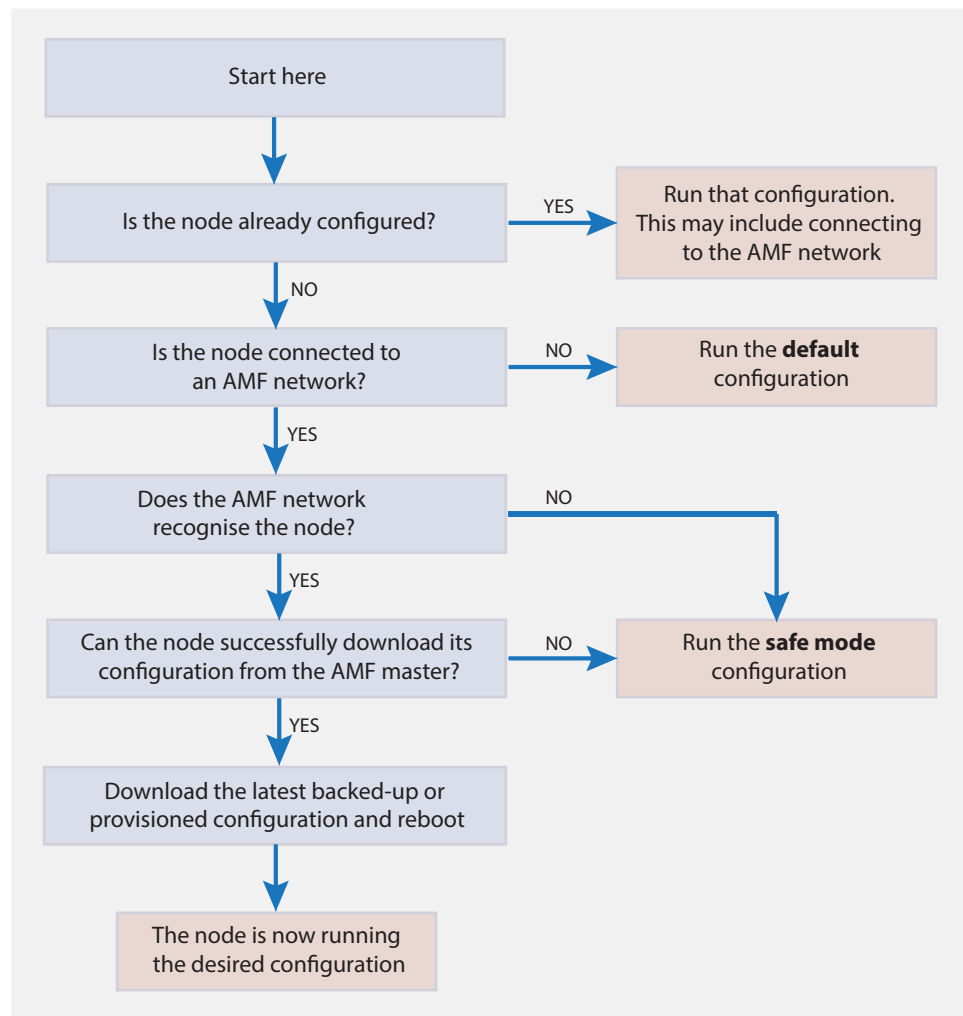 Start here
Is the node already configured?
YES
Run that configuration.
This may include connecting
to the AMF network
NO
Is the node connected to
an AMF network?
NO
Run the default
configuration
YES
Does the AMF network
recognise the node?
NO
YES
Can the node successfully download its
configuration from the AMF master?
NO
Run the safe mode
configuration
YES
Download the latest backed-up or
provisioned configuration and reboot
The node is now running
the desired configuration